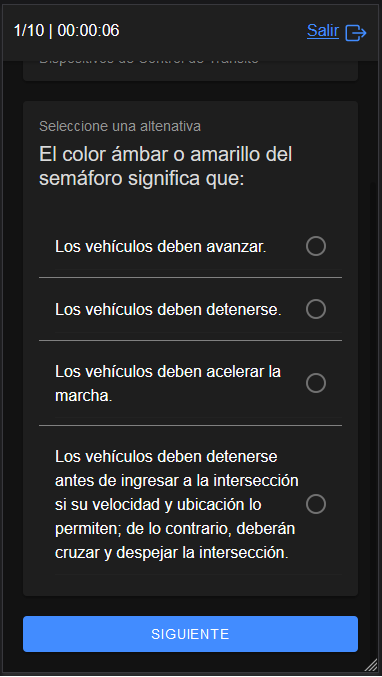 1/10 | 00:00:06
Salir
Dispositivos de Control de Tránsito
Seleccione una altenativa
El color ámbar o amarillo del
semáforo significa que:
Los vehículos deben avanzar.
Los vehículos deben detenerse.
Los vehículos deben acelerar la
marcha.
Los vehículos deben detenerse
antes de ingresar a la intersección
si su velocidad y ubicación lo
permiten; de lo contrario, deberán
cruzar y despejar la intersección.
SIGUIENTE